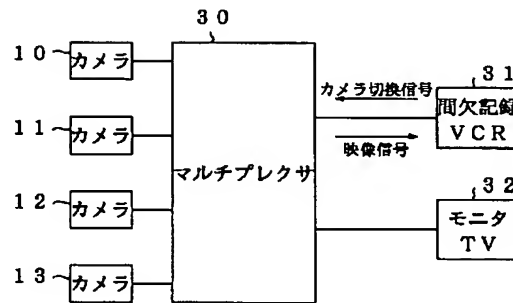 30
10
カメラ
11
カメラ
12
カメラ
13
カメラ
マルチプレクサ
カメラ切換信号
映像信号
31
間欠記録
VCR
32
モニタ
TV